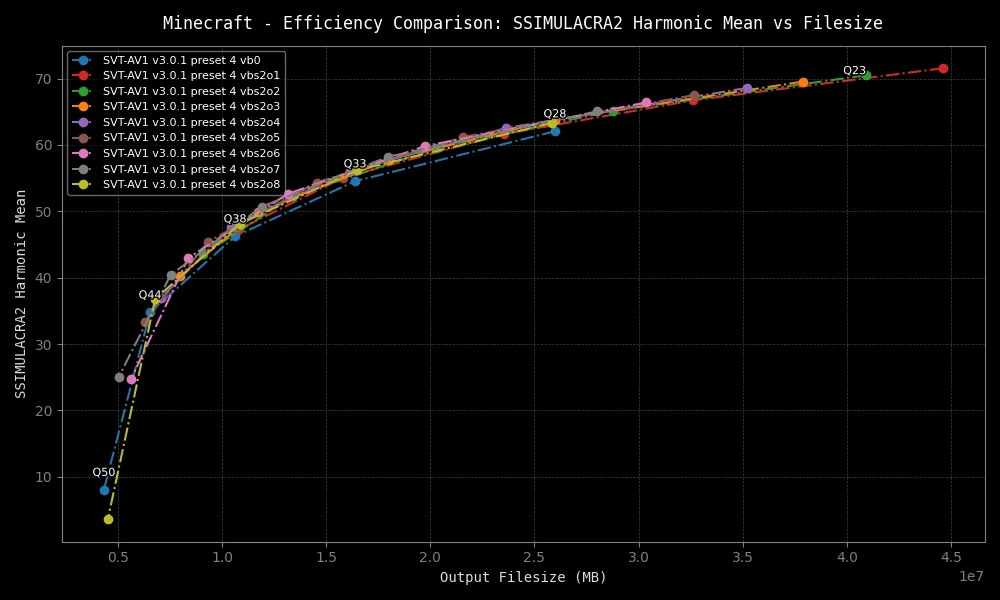 Minecraft - Efficiency Comparison: SSIMULACRA2 Harmonic Mean vs Filesize
SVT-AV1 v3.0.1 preset 4 vb0
SVT-AV1 v3.0.1 preset 4 vbs2o1
SVT-AV1 v3.0.1 preset 4 vbs2o2
SVT-AV1 v3.0.1 preset 4 vbs2o3
SVT-AV1 v3.0.1 preset 4 vbs2o4
SVT-AV1 v3.0.1 preset 4 vbs2o5
SVT-AV1 v3.0.1 preset 4 vbs2o6
SVT-AV1 v3.0.1 preset 4 vbs2o7
SVT-AV1 v3.0.1 preset 4 vbs2o8
Q23
Q28
Q33
Q38
Q44
Q50
70
60
50
40
30
20
10
SSIMULACRA2 Harmonic Mean
0.5 1.0 1.5 2.0 2.5 3.0 3.5 4.0 4.5
1e7
Output Filesize (MB)